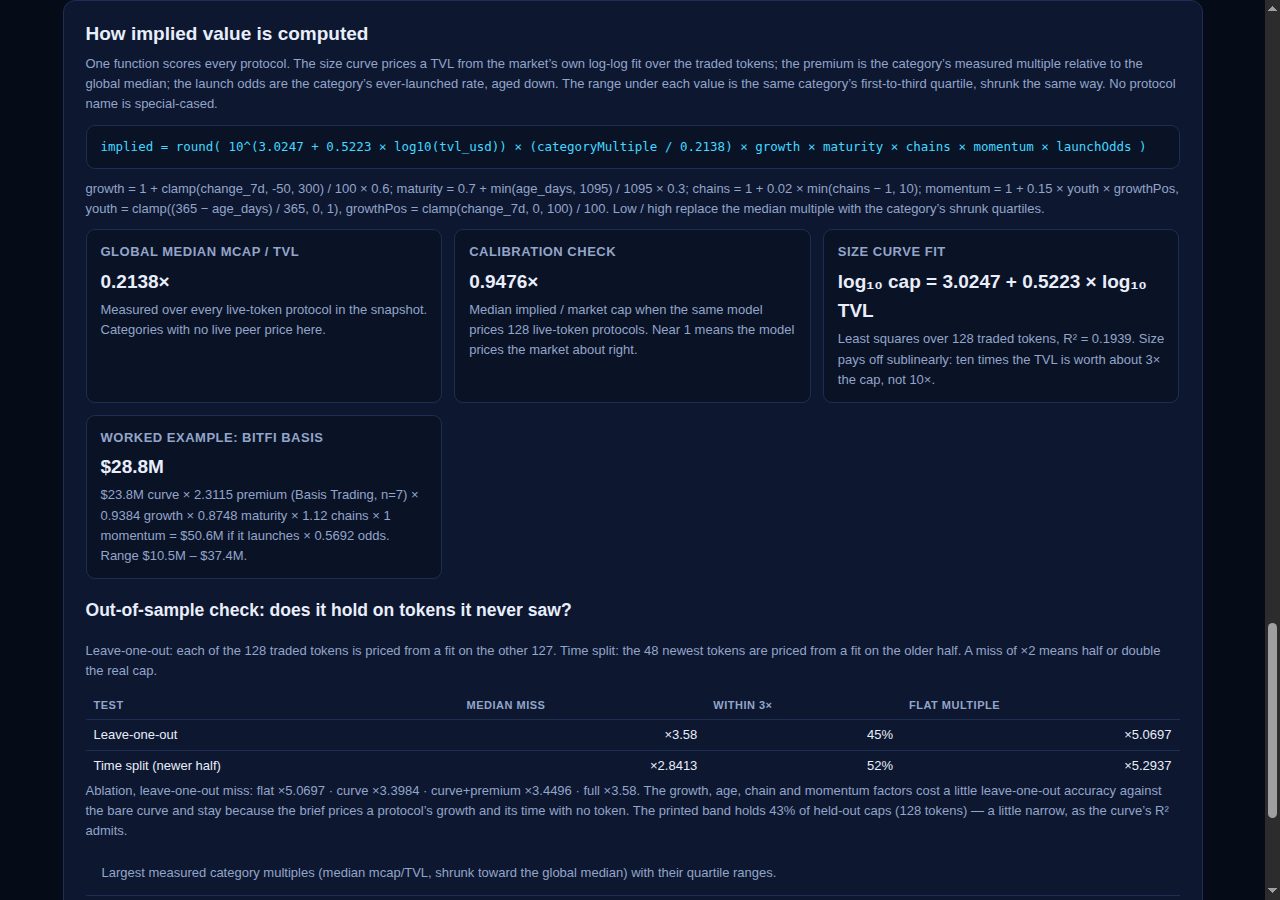 How implied value is computed
One function scores every protocol. The size curve prices a TVL from the market’s own log-log fit over the traded tokens; the premium is the category’s measured multiple relative to the
global median; the launch odds are the category’s ever-launched rate, aged down. The range under each value is the same category’s first-to-third quartile, shrunk the same way. No protocol
name is special-cased.
implied = round( 10^(3.0247 + 0.5223 × log10(tvl_usd)) × (categoryMultiple / 0.2138) × growth × maturity × chains × momentum × launchOdds )
growth = 1 + clamp(change_7d, -50, 300) / 100 × 0.6; maturity = 0.7 + min(age_days, 1095) / 1095 × 0.3; chains = 1 + 0.02 × min(chains − 1, 10); momentum = 1 + 0.15 × youth × growthPos,
youth = clamp((365 − age_days) / 365, 0, 1), growthPos = clamp(change_7d, 0, 100) / 100. Low / high replace the median multiple with the category’s shrunk quartiles.
GLOBAL MEDIAN MCAP / TVL
0.2138×
Measured over every live-token protocol in the snapshot.
Categories with no live peer price here.
CALIBRATION CHECK
0.9476×
Median implied / market cap when the same model
prices 128 live-token protocols. Near 1 means the model
prices the market about right.
SIZE CURVE FIT
log₁₀ cap = 3.0247 + 0.5223 × log₁₀
TVL
Least squares over 128 traded tokens, R² = 0.1939. Size
pays off sublinearly: ten times the TVL is worth about 3×
the cap, not 10×.
WORKED EXAMPLE: BITFI BASIS
$28.8M
$23.8M curve × 2.3115 premium (Basis Trading, n=7) ×
0.9384 growth × 0.8748 maturity × 1.12 chains × 1
momentum = $50.6M if it launches × 0.5692 odds.
Range $10.5M – $37.4M.
Out-of-sample check: does it hold on tokens it never saw?
Leave-one-out: each of the 128 traded tokens is priced from a fit on the other 127. Time split: the 48 newest tokens are priced from a fit on the older half. A miss of ×2 means half or double
the real cap.
TEST MEDIAN MISS WITHIN 3× FLAT MULTIPLE
Leave-one-out ×3.58 45% ×5.0697
Time split (newer half) ×2.8413 52% ×5.2937
Ablation, leave-one-out miss: flat ×5.0697 · curve ×3.3984 · curve+premium ×3.4496 · full ×3.58. The growth, age, chain and momentum factors cost a little leave-one-out accuracy against
the bare curve and stay because the brief prices a protocol’s growth and its time with no token. The printed band holds 43% of held-out caps (128 tokens) — a little narrow, as the curve’s R²
admits.
Largest measured category multiples (median mcap/TVL, shrunk toward the global median) with their quartile ranges.